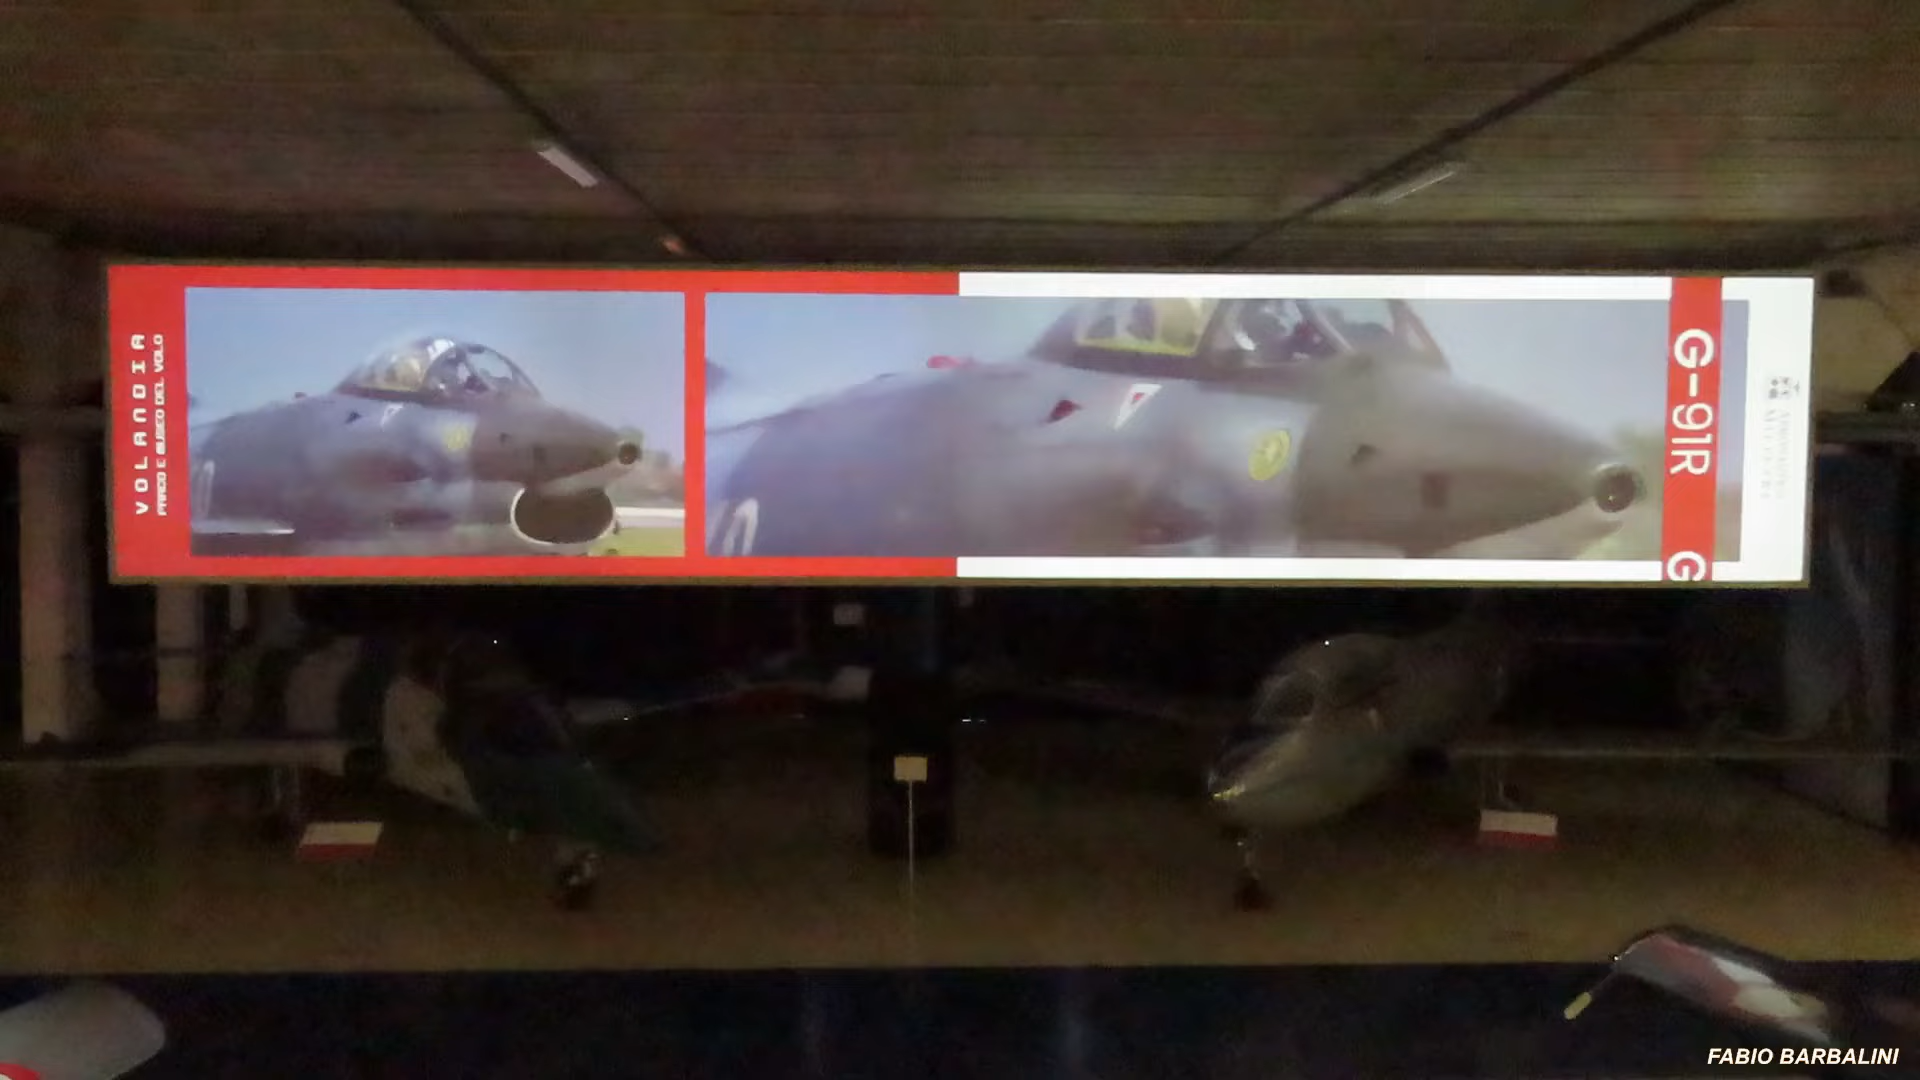 VOLANDIA
PARCO E MUSEO DEL VOLO
G-91R
G
FABIO BARBALINI